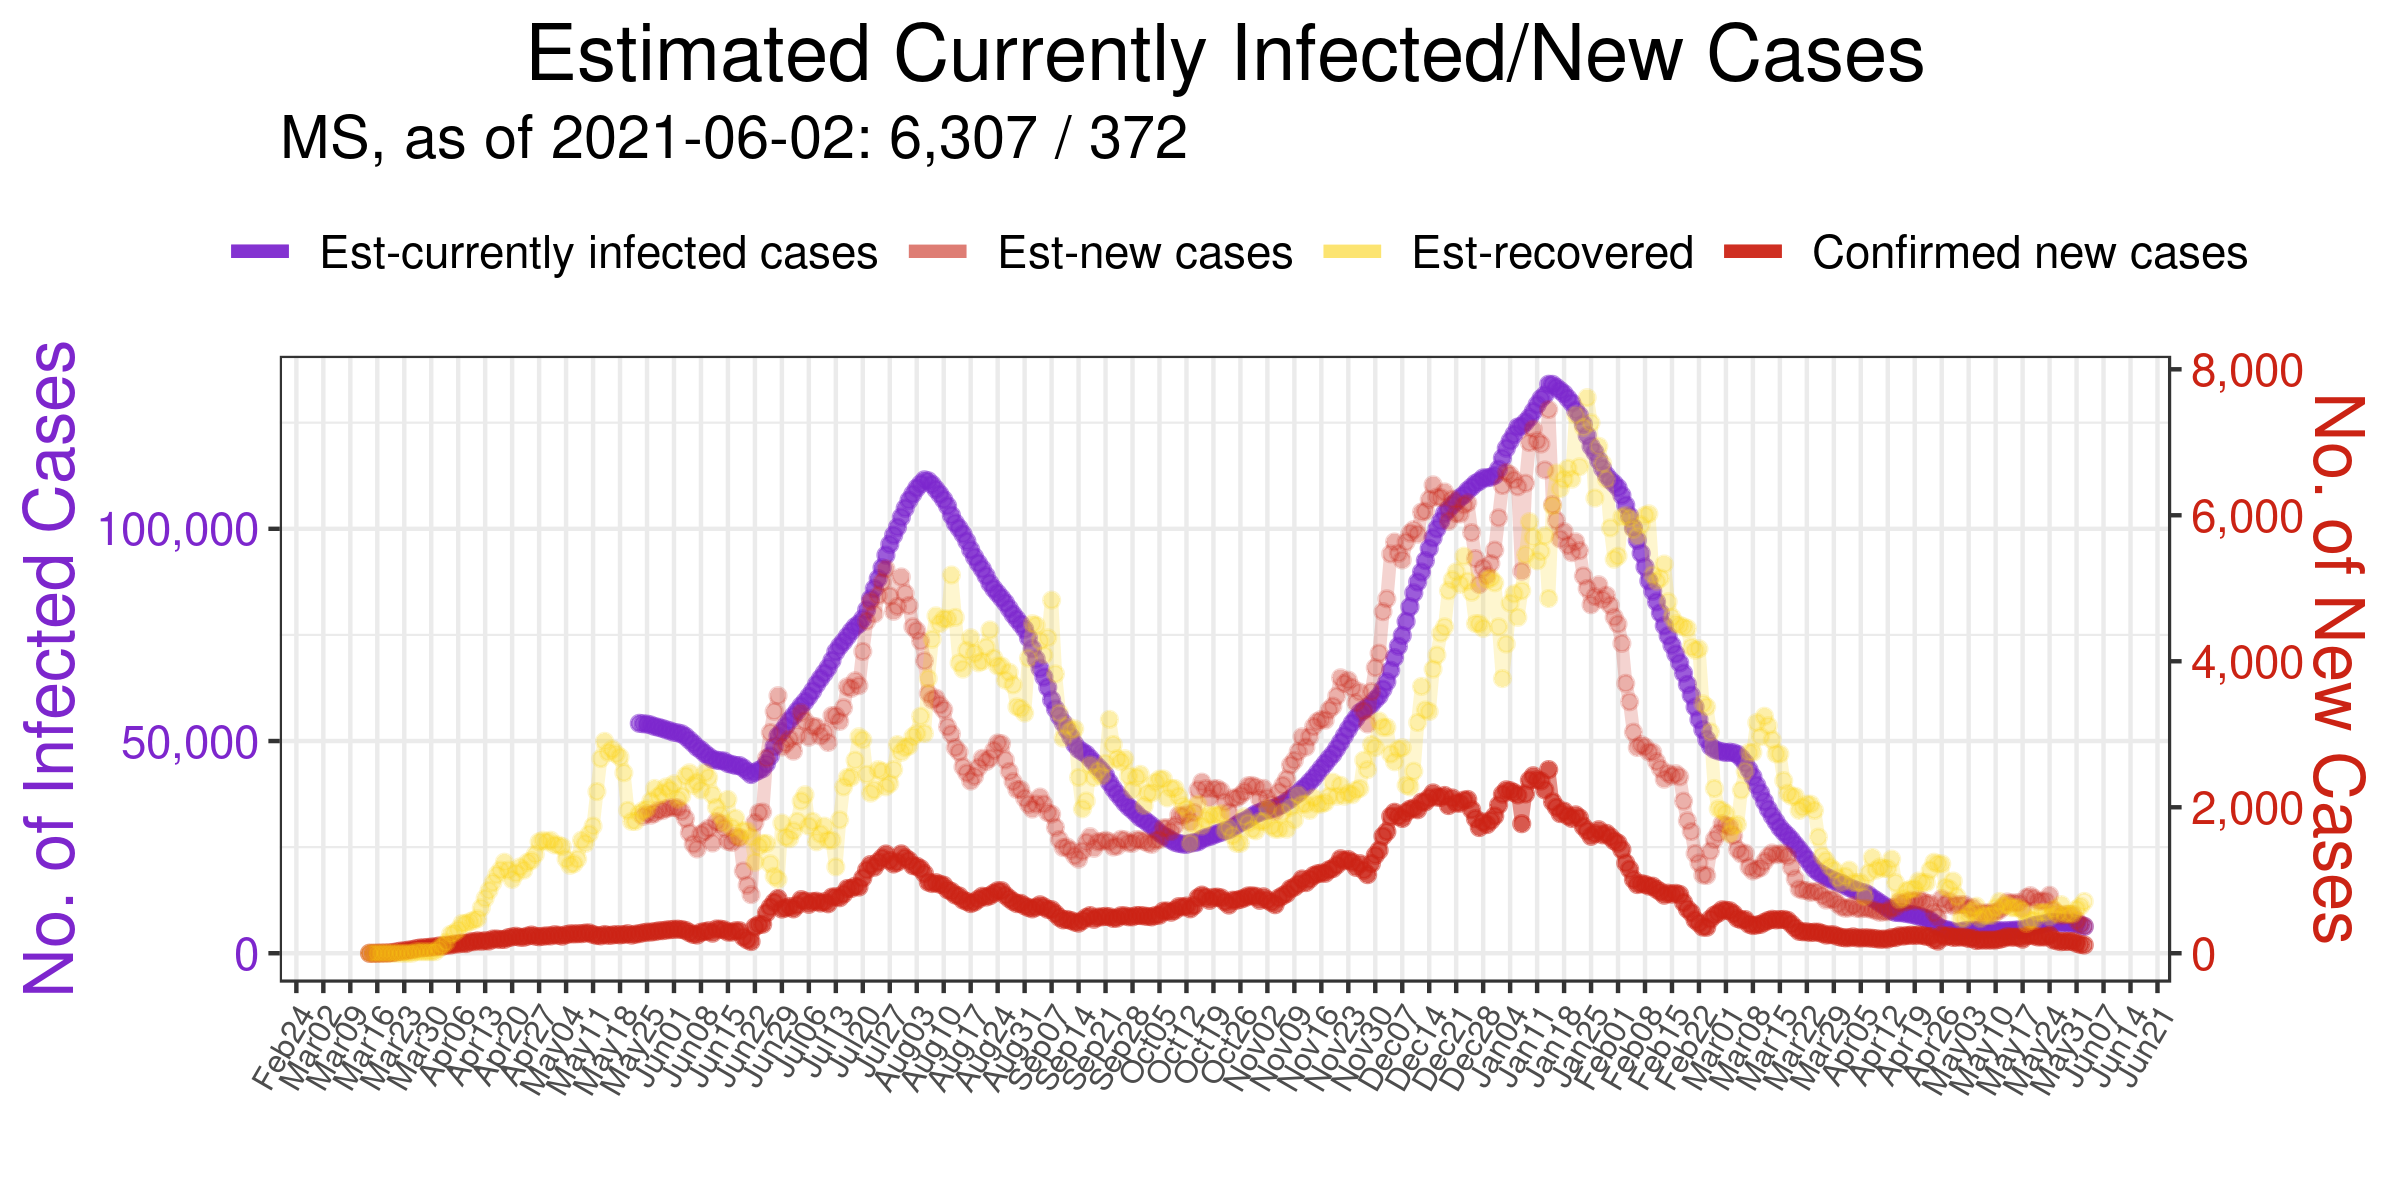 Estimated Currently Infected/New Cases
MS, as of 2021-06-02: 6,307 / 372
Est-currently infected cases Est-new cases Est-recovered Confirmed new cases
No. of Infected Cases
100,000
50,000
0
8,000
6,000
4,000
2,000
0
No. of New Cases
Feb24
Mar02
Mar09
Mar16
Mar23
Mar30
Apr06
Apr13
Apr20
Apr27
May04
May11
May18
May25
Jun01
Jun08
Jun15
Jun22
Jun29
Jul06
Jul13
Jul20
Jul27
Aug03
Aug10
Aug17
Aug24
Aug31
Sep07
Sep14
Sep21
Sep28
Oct05
Oct12
Oct19
Oct26
Nov02
Nov09
Nov16
Nov23
Nov30
Dec07
Dec14
Dec21
Dec28
Jan04
Jan11
Jan18
Jan25
Feb01
Feb08
Feb15
Feb22
Mar01
Mar08
Mar15
Mar22
Mar29
Apr05
Apr12
Apr19
Apr26
May03
May10
May17
May24
May31
Jun07
Jun14
Jun21